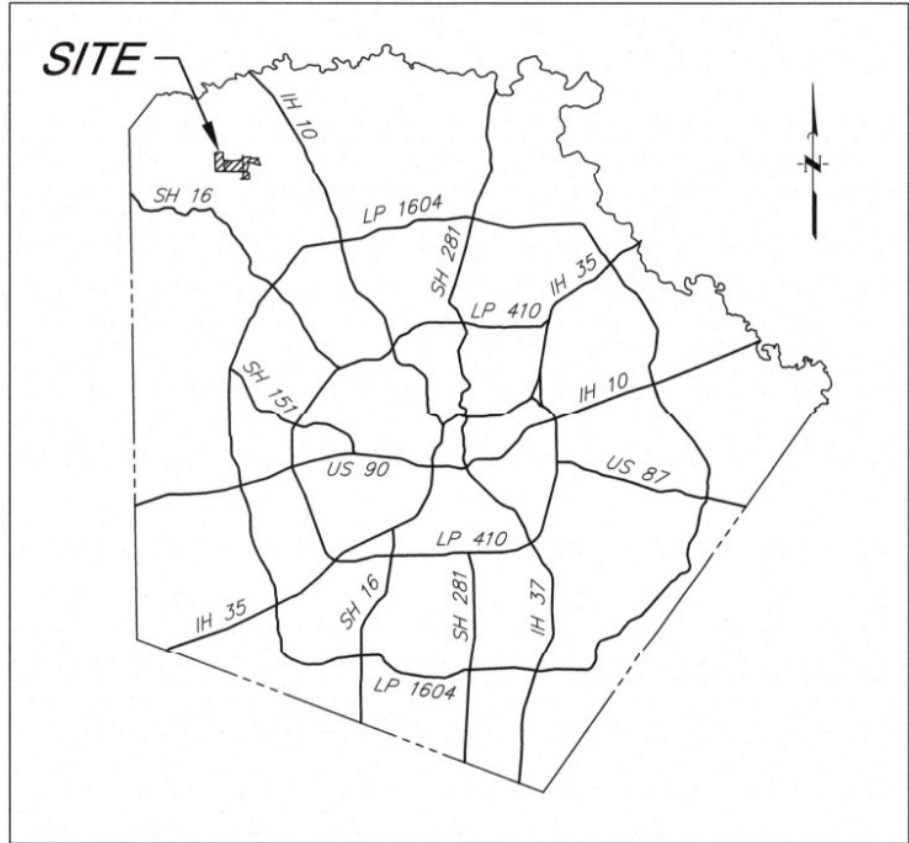 SITE
IH 10
N
SH 16
LP 1604
SH 281
IH 35
LP 410
SH 151
IH 10
US 90
US 87
LP 410
SH 16
SH 281
IH 37
IH 35
LP 1604